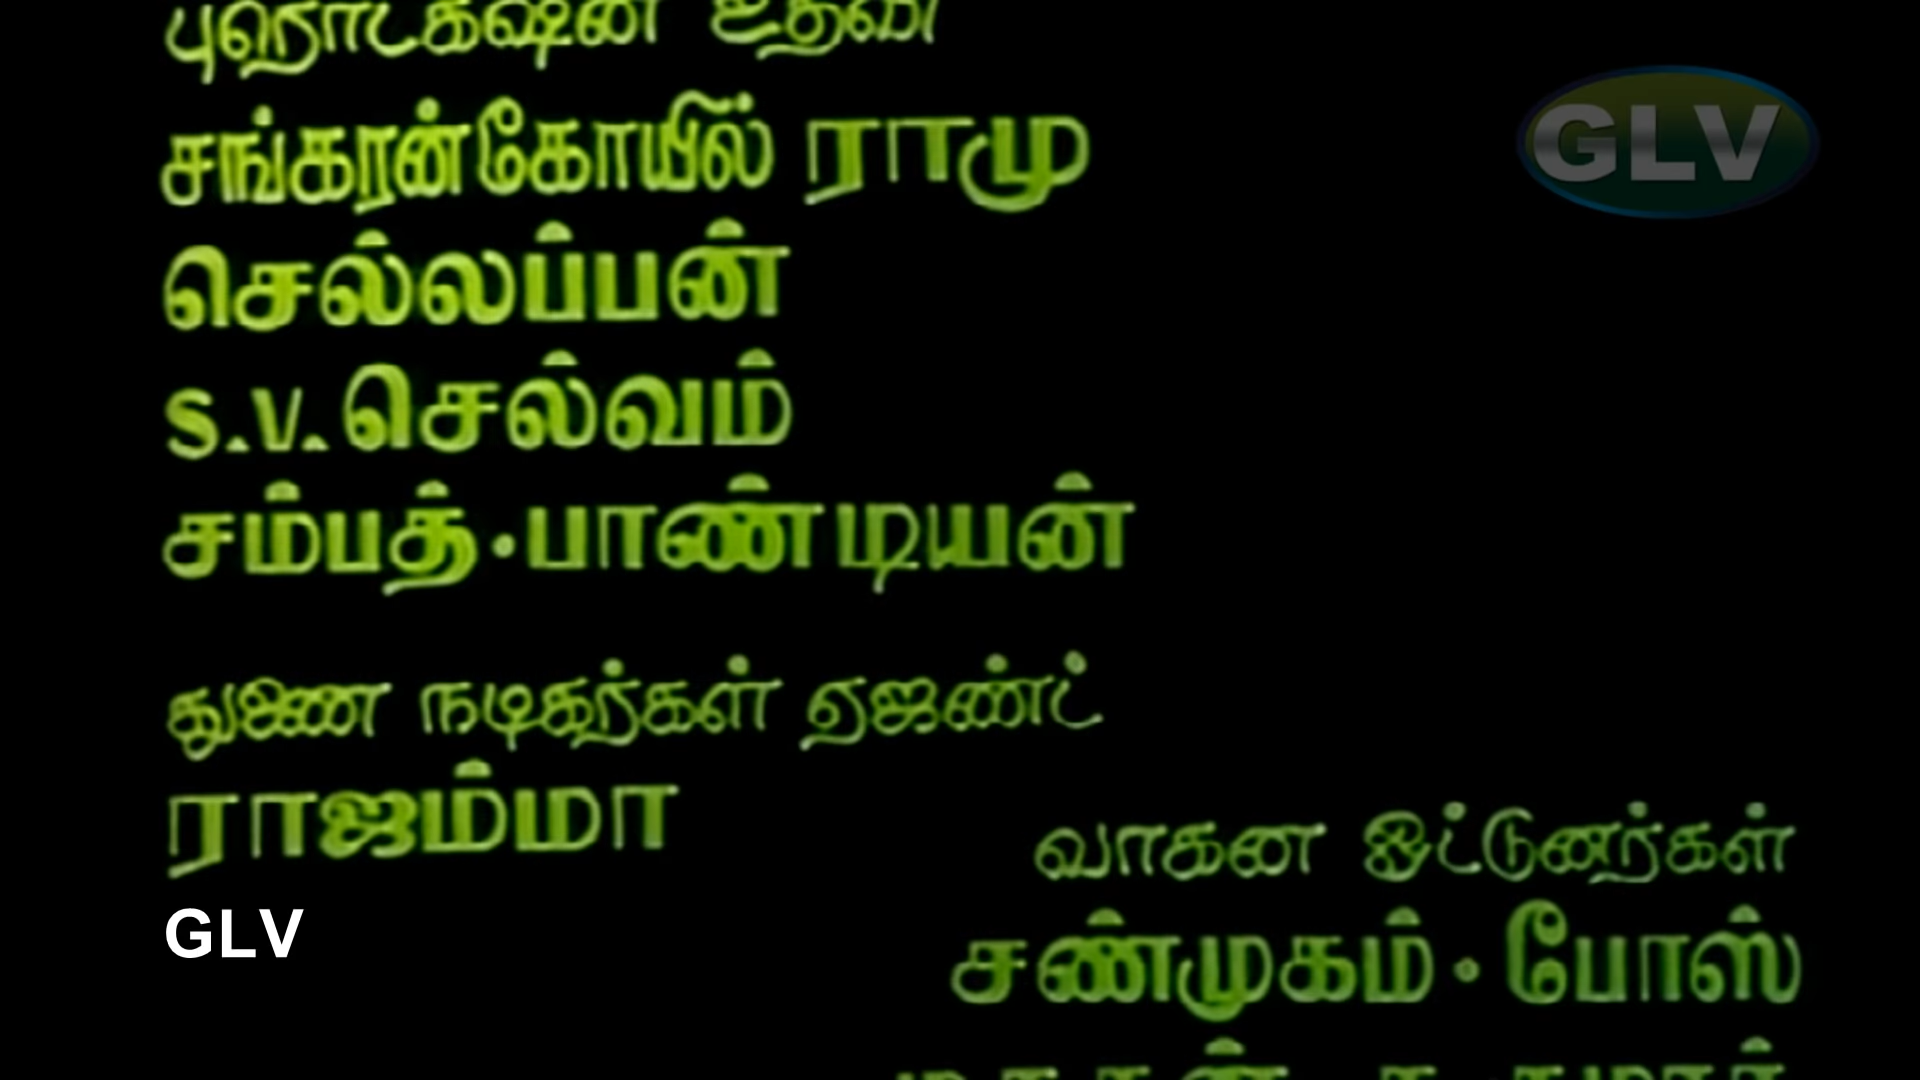 புரொடக்ஷன் உதவி
GLV
சங்கரன்கோயில் ராமு
செல்லப்பன்
S.V. செல்வம்
சம்பத் • பாண்டியன்
துணை நடிகர்கள் ஏஜண்ட்
ராஜம்மா
வாகன ஓட்டுனர்கள்
GLV
சண்முகம் • போஸ்